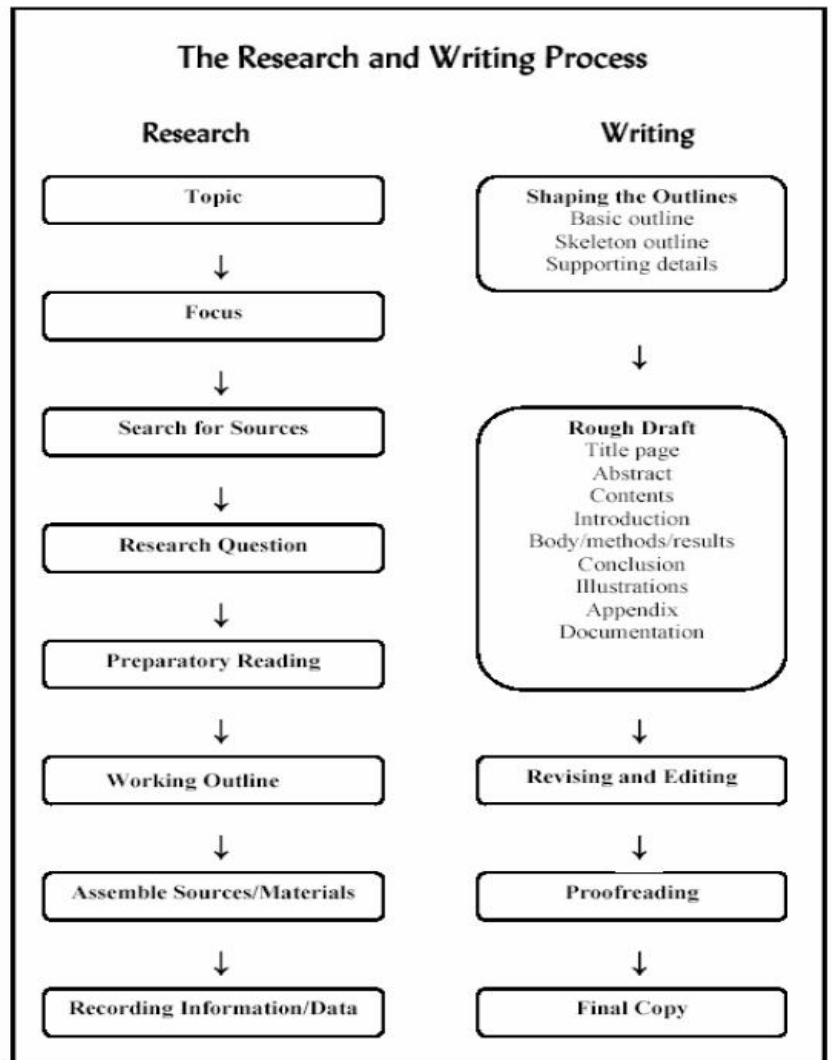 The Research and Writing Process
Research
Topic
↓
Focus
↓
Search for Sources
↓
Research Question
↓
Preparatory Reading
↓
Working Outline
↓
Assemble Sources/Materials
↓
Recording Information/Data
Writing
Shaping the Outlines
Basic outline
Skeleton outline
Supporting details
↓
Rough Draft
Title page
Abstract
Contents
Introduction
Body/methods/results
Conclusion
Illustrations
Appendix
Documentation
↓
Revising and Editing
↓
Proofreading
↓
Final Copy